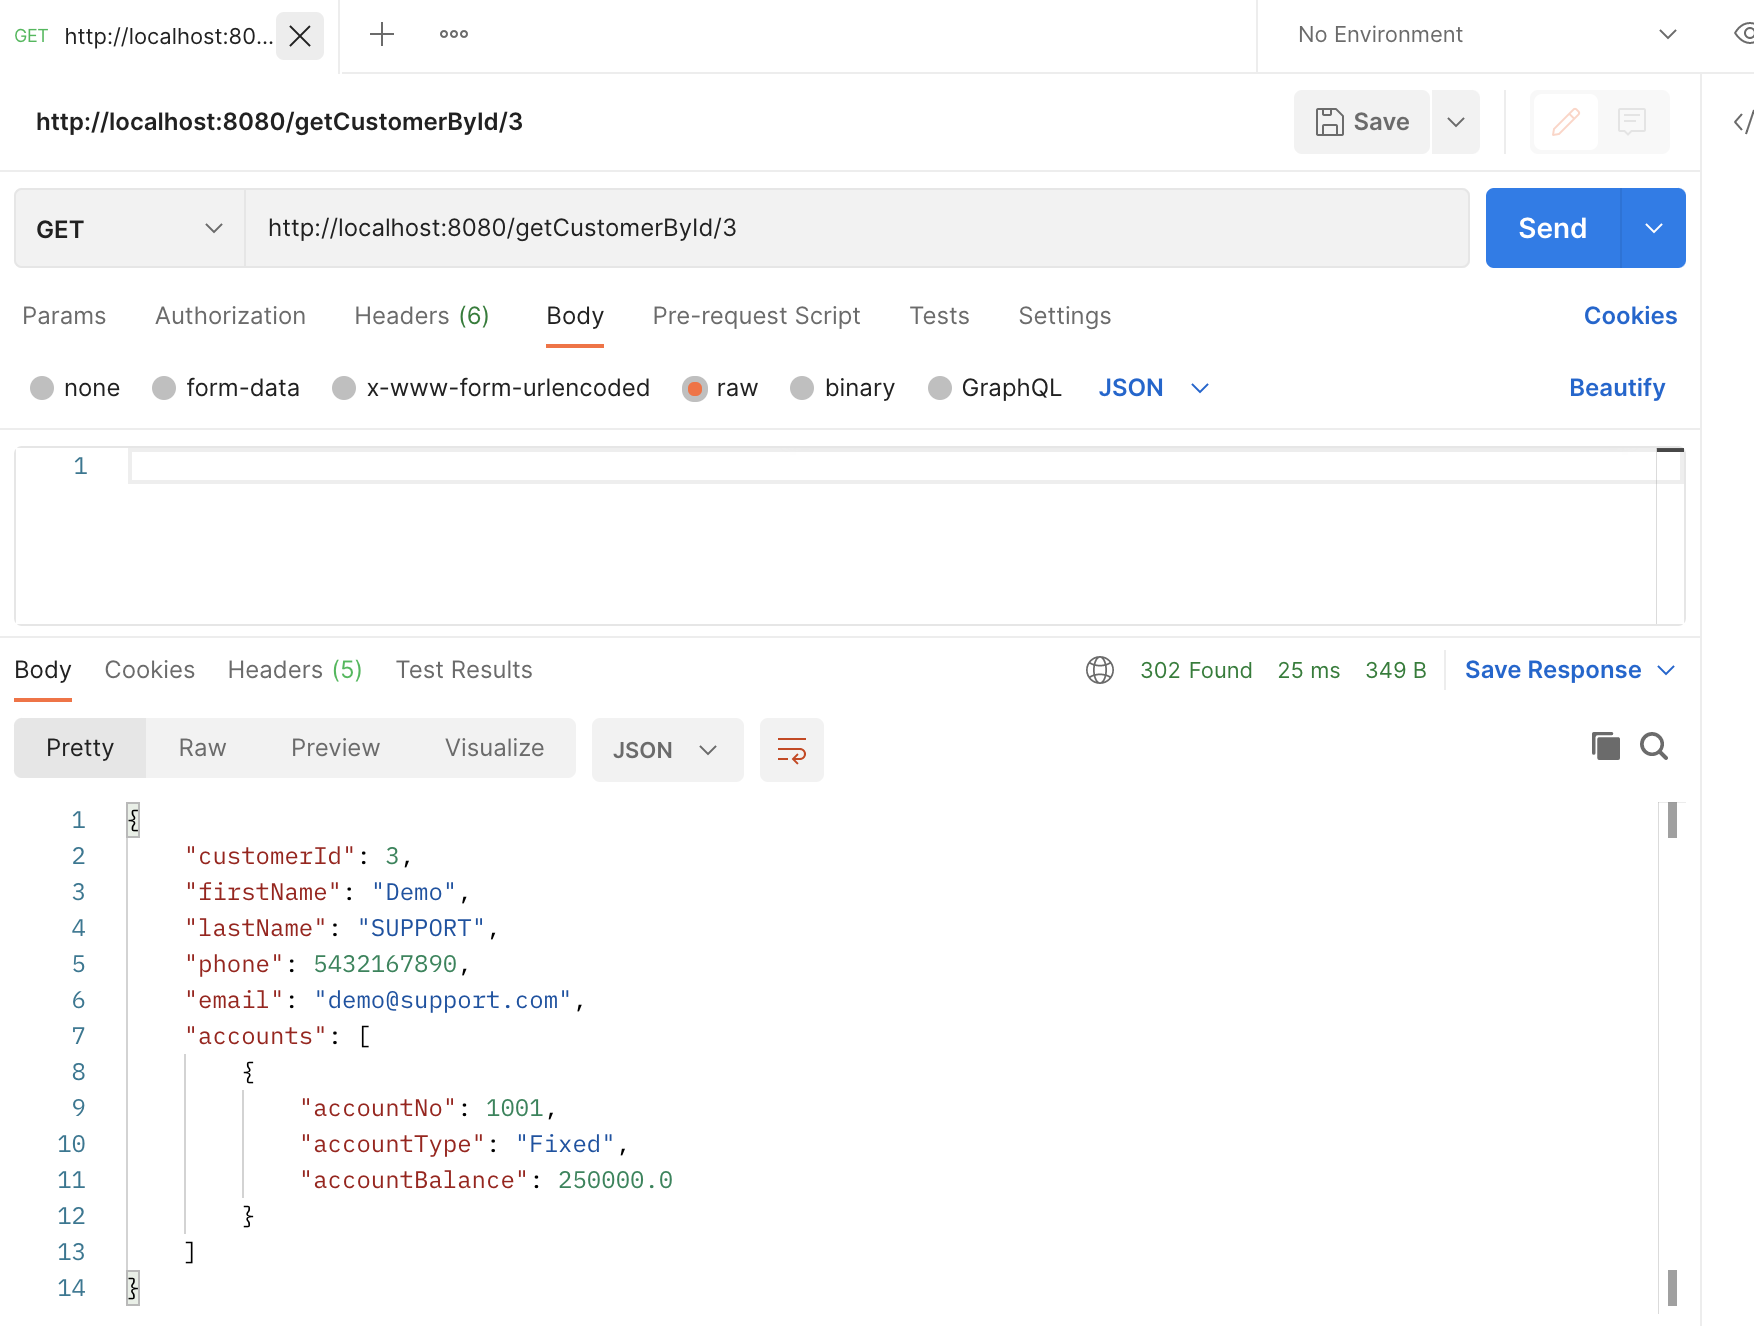 GET http://localhost:80...
No Environment
http://localhost:8080/getCustomerById/3
Save
GET http://localhost:8080/getCustomerById/3 Send
Params Authorization Headers (6) Body Pre-request Script Tests Settings Cookies
none form-data x-www-form-urlencoded raw binary GraphQL JSON Beautify
1
Body Cookies Headers (5) Test Results 302 Found 25 ms 349 B Save Response
Pretty Raw Preview Visualize JSON
1 {
2 "customerId": 3,
3 "firstName": "Demo",
4 "lastName": "SUPPORT",
5 "phone": 5432167890,
6 "email": "demo@support.com",
7 "accounts": [
8 {
9 "accountNo": 1001,
10 "accountType": "Fixed",
11 "accountBalance": 250000.0
12 }
13 ]
14 }